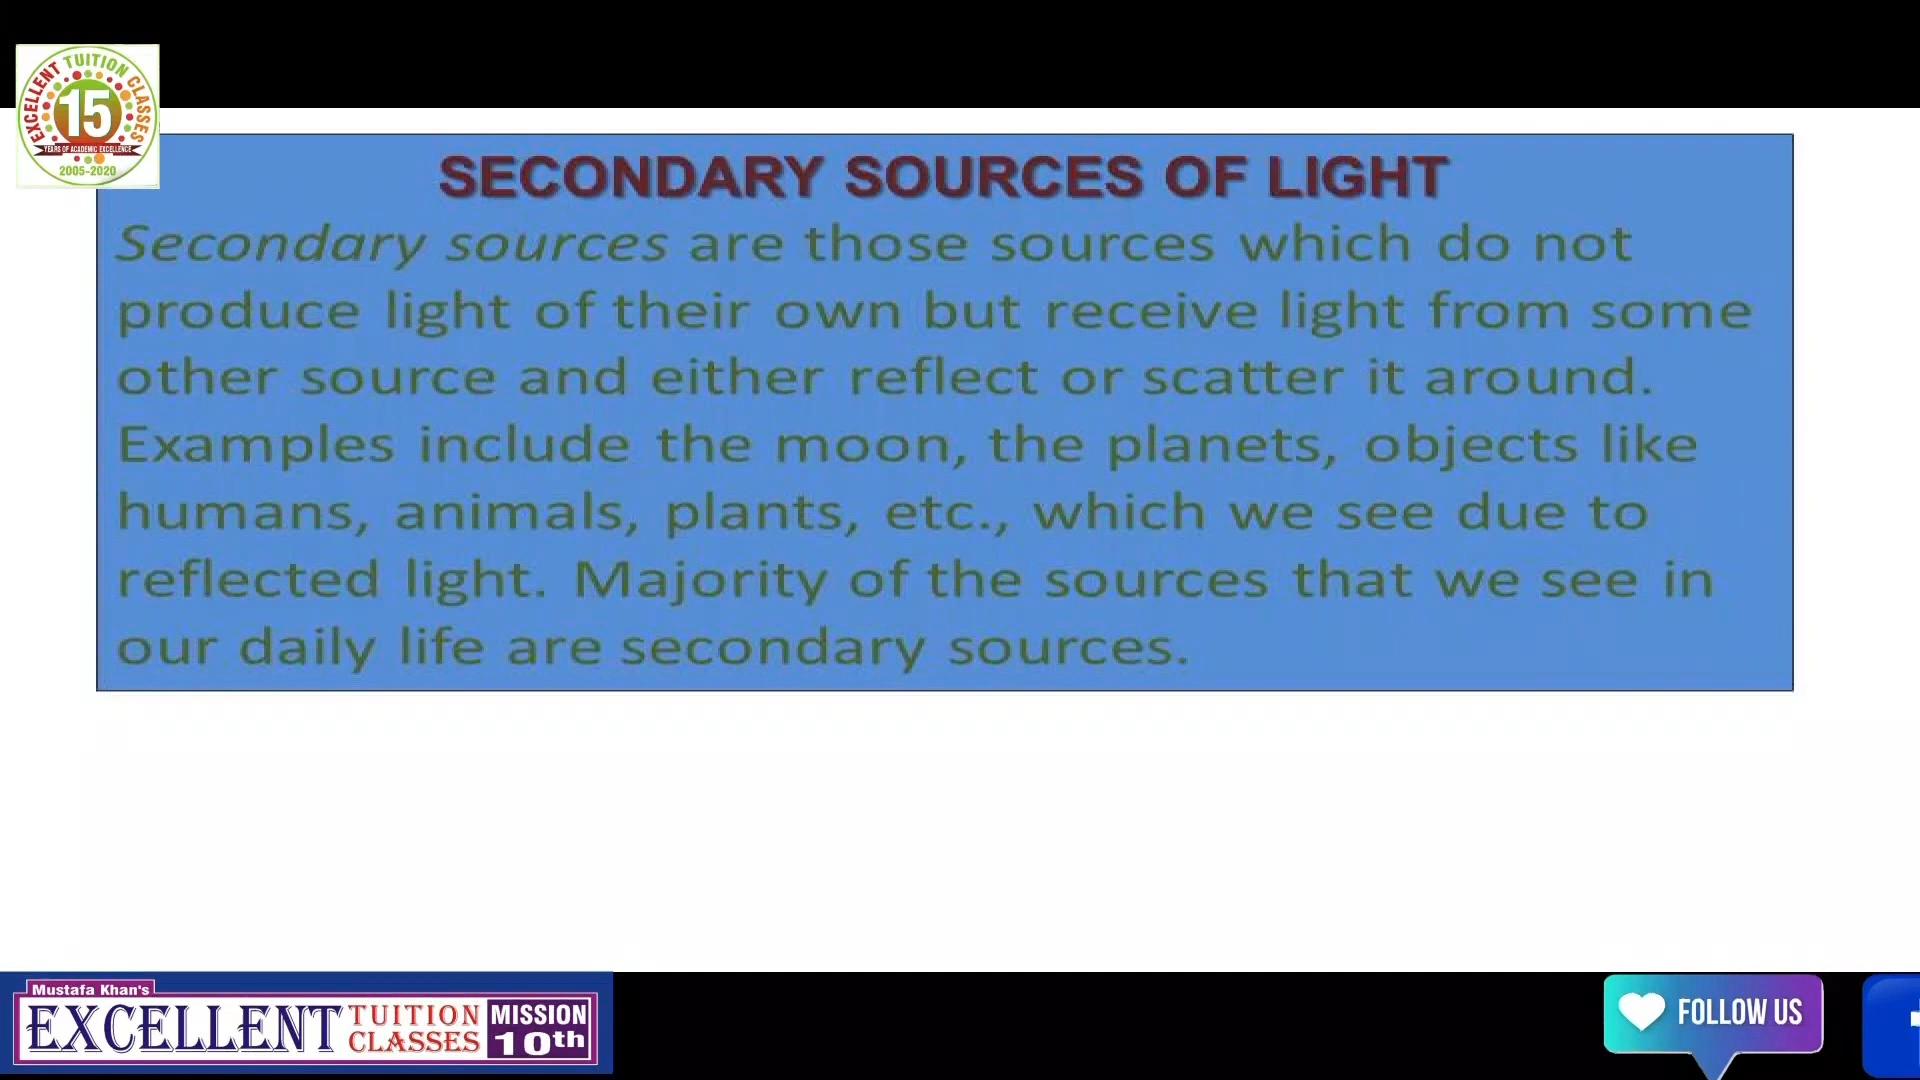 EXCELLENT TUITION CLASSES
15
YEARS OF ACADEMIC EXCELLENCE
2005-2020
SECONDARY SOURCES OF LIGHT
Secondary sources are those sources which do not
produce light of their own but receive light from some
other source and either reflect or scatter it around.
Examples include the moon, the planets, objects like
humans, animals, plants, etc., which we see due to
reflected light. Majority of the sources that we see in
our daily life are secondary sources.
Mustafa Khan's
EXCELLENT TUITION CLASSES
MISSION 10th
FOLLOW US